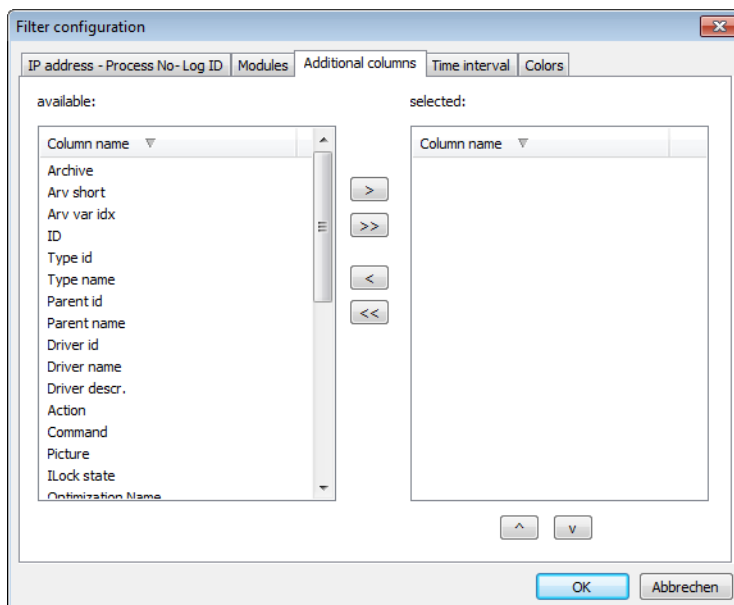 Filter configuration
IP address - Process No- Log ID Modules Additional columns Time interval Colors
available: selected:
Column name Column name
Archive
Arv short
Arv var idx
ID
Type id
Type name
Parent id
Parent name
Driver id
Driver name
Driver descr.
Action
Command
Picture
ILock state
Optimization Name
>
>>
<
<<
^ v
OK Abbrechen